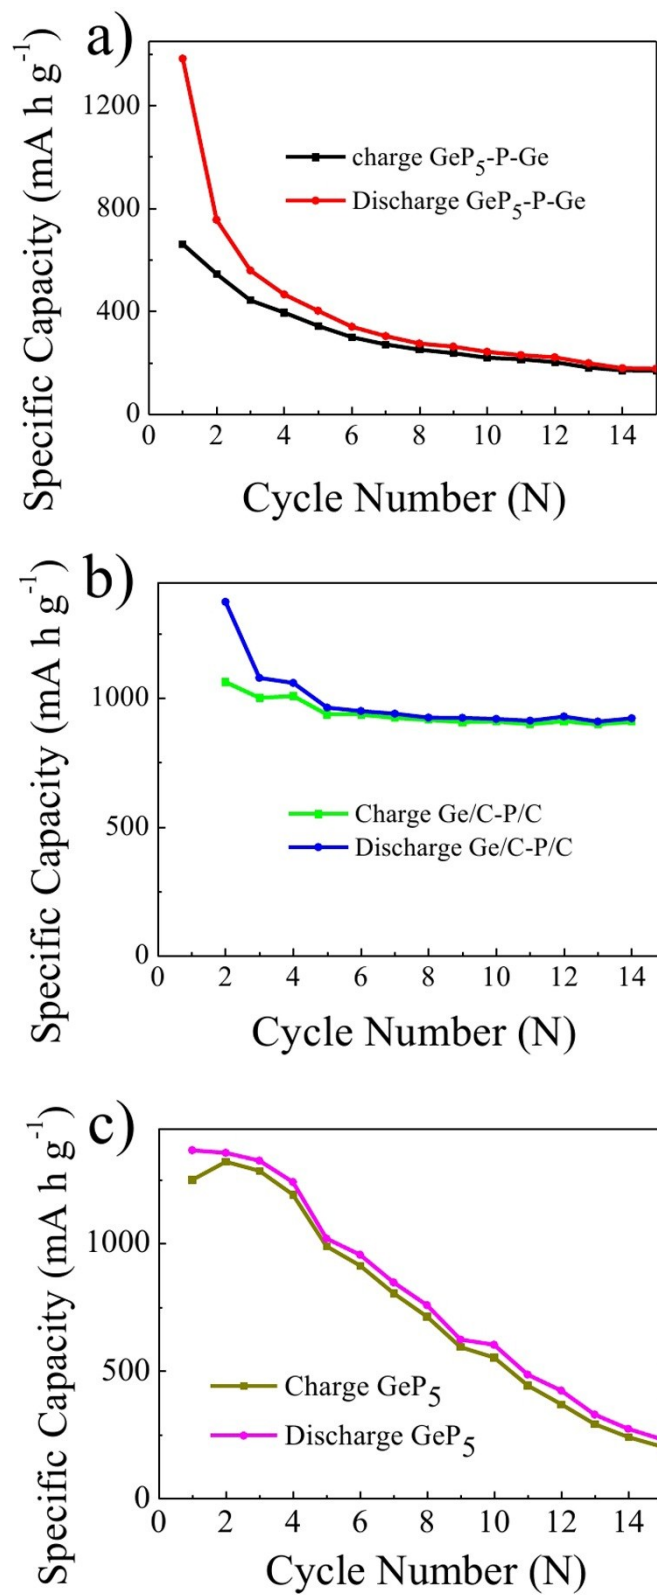 a)
Specific Capacity (mA h g⁻¹)
1200
800
400
0
charge GeP₅-P-Ge
Discharge GeP₅-P-Ge
0 2 4 6 8 10 12 14
Cycle Number (N)
b)
Specific Capacity (mA h g⁻¹)
1000
500
0
Charge Ge/C-P/C
Discharge Ge/C-P/C
0 2 4 6 8 10 12 14
Cycle Number (N)
c)
Specific Capacity (mA h g⁻¹)
1000
500
0
Charge GeP₅
Discharge GeP₅
0 2 4 6 8 10 12 14
Cycle Number (N)